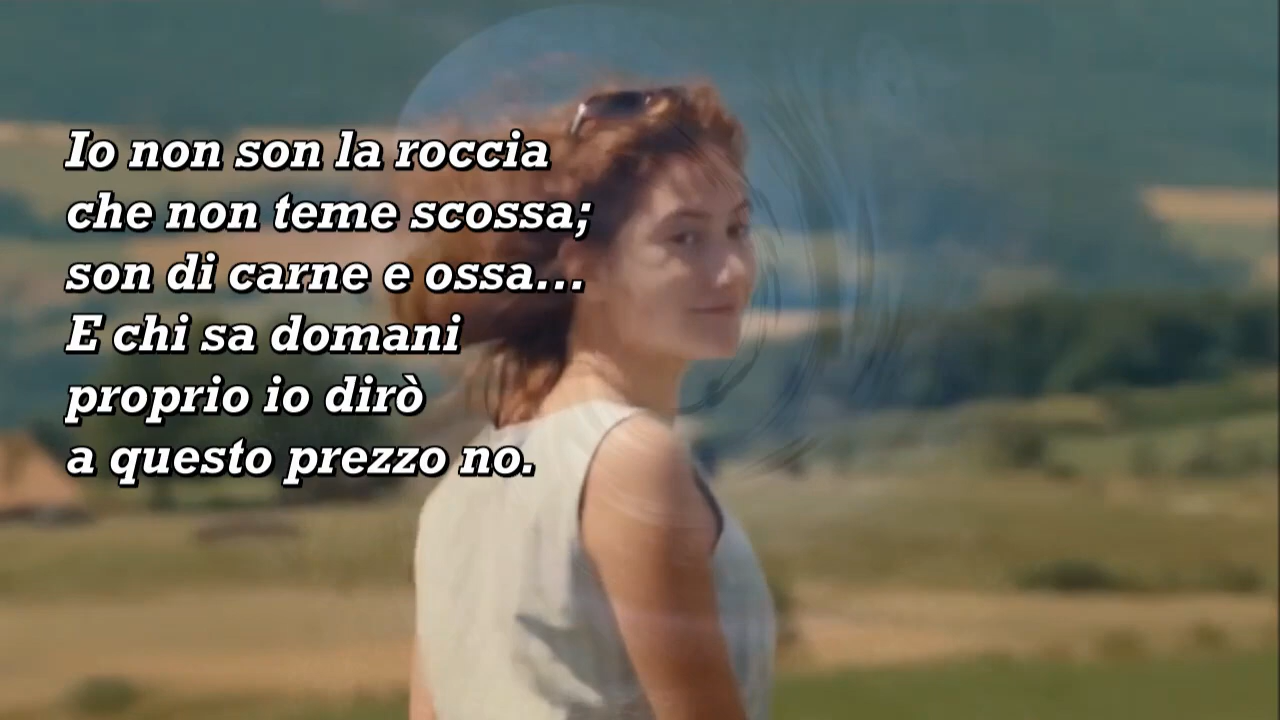 Io non son la roccia
che non teme scossa;
son di carne e ossa...
E chi sa domani
proprio io dirò
a questo prezzo no.